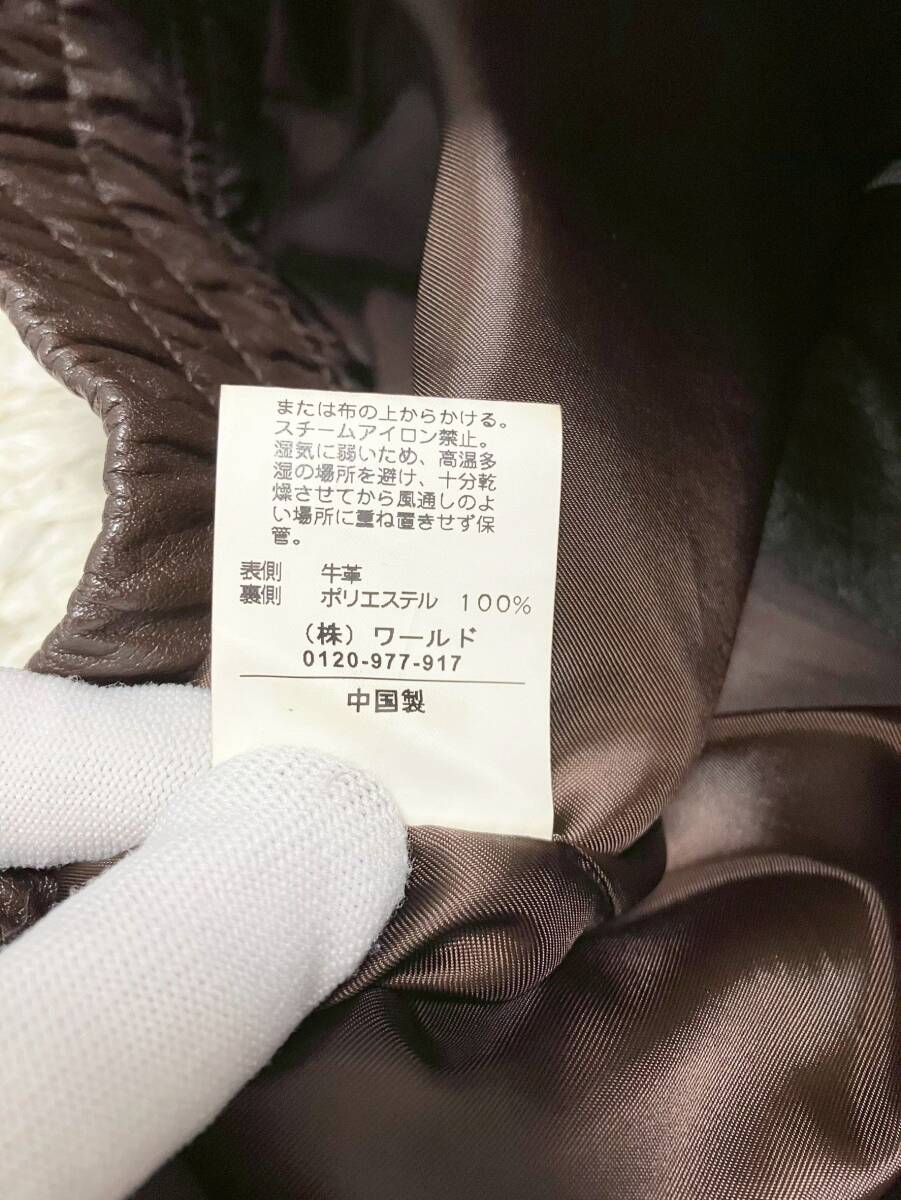 または布の上からかける。
スチームアイロン禁止。
湿気に弱いため、高温多
湿の場所を避け、十分乾
燥させてから風通しのよ
い場所に重ね置きせず保
管。
表側 牛革
裏側 ポリエステル 100%
(株)ワールド
0120-977-917
中国製